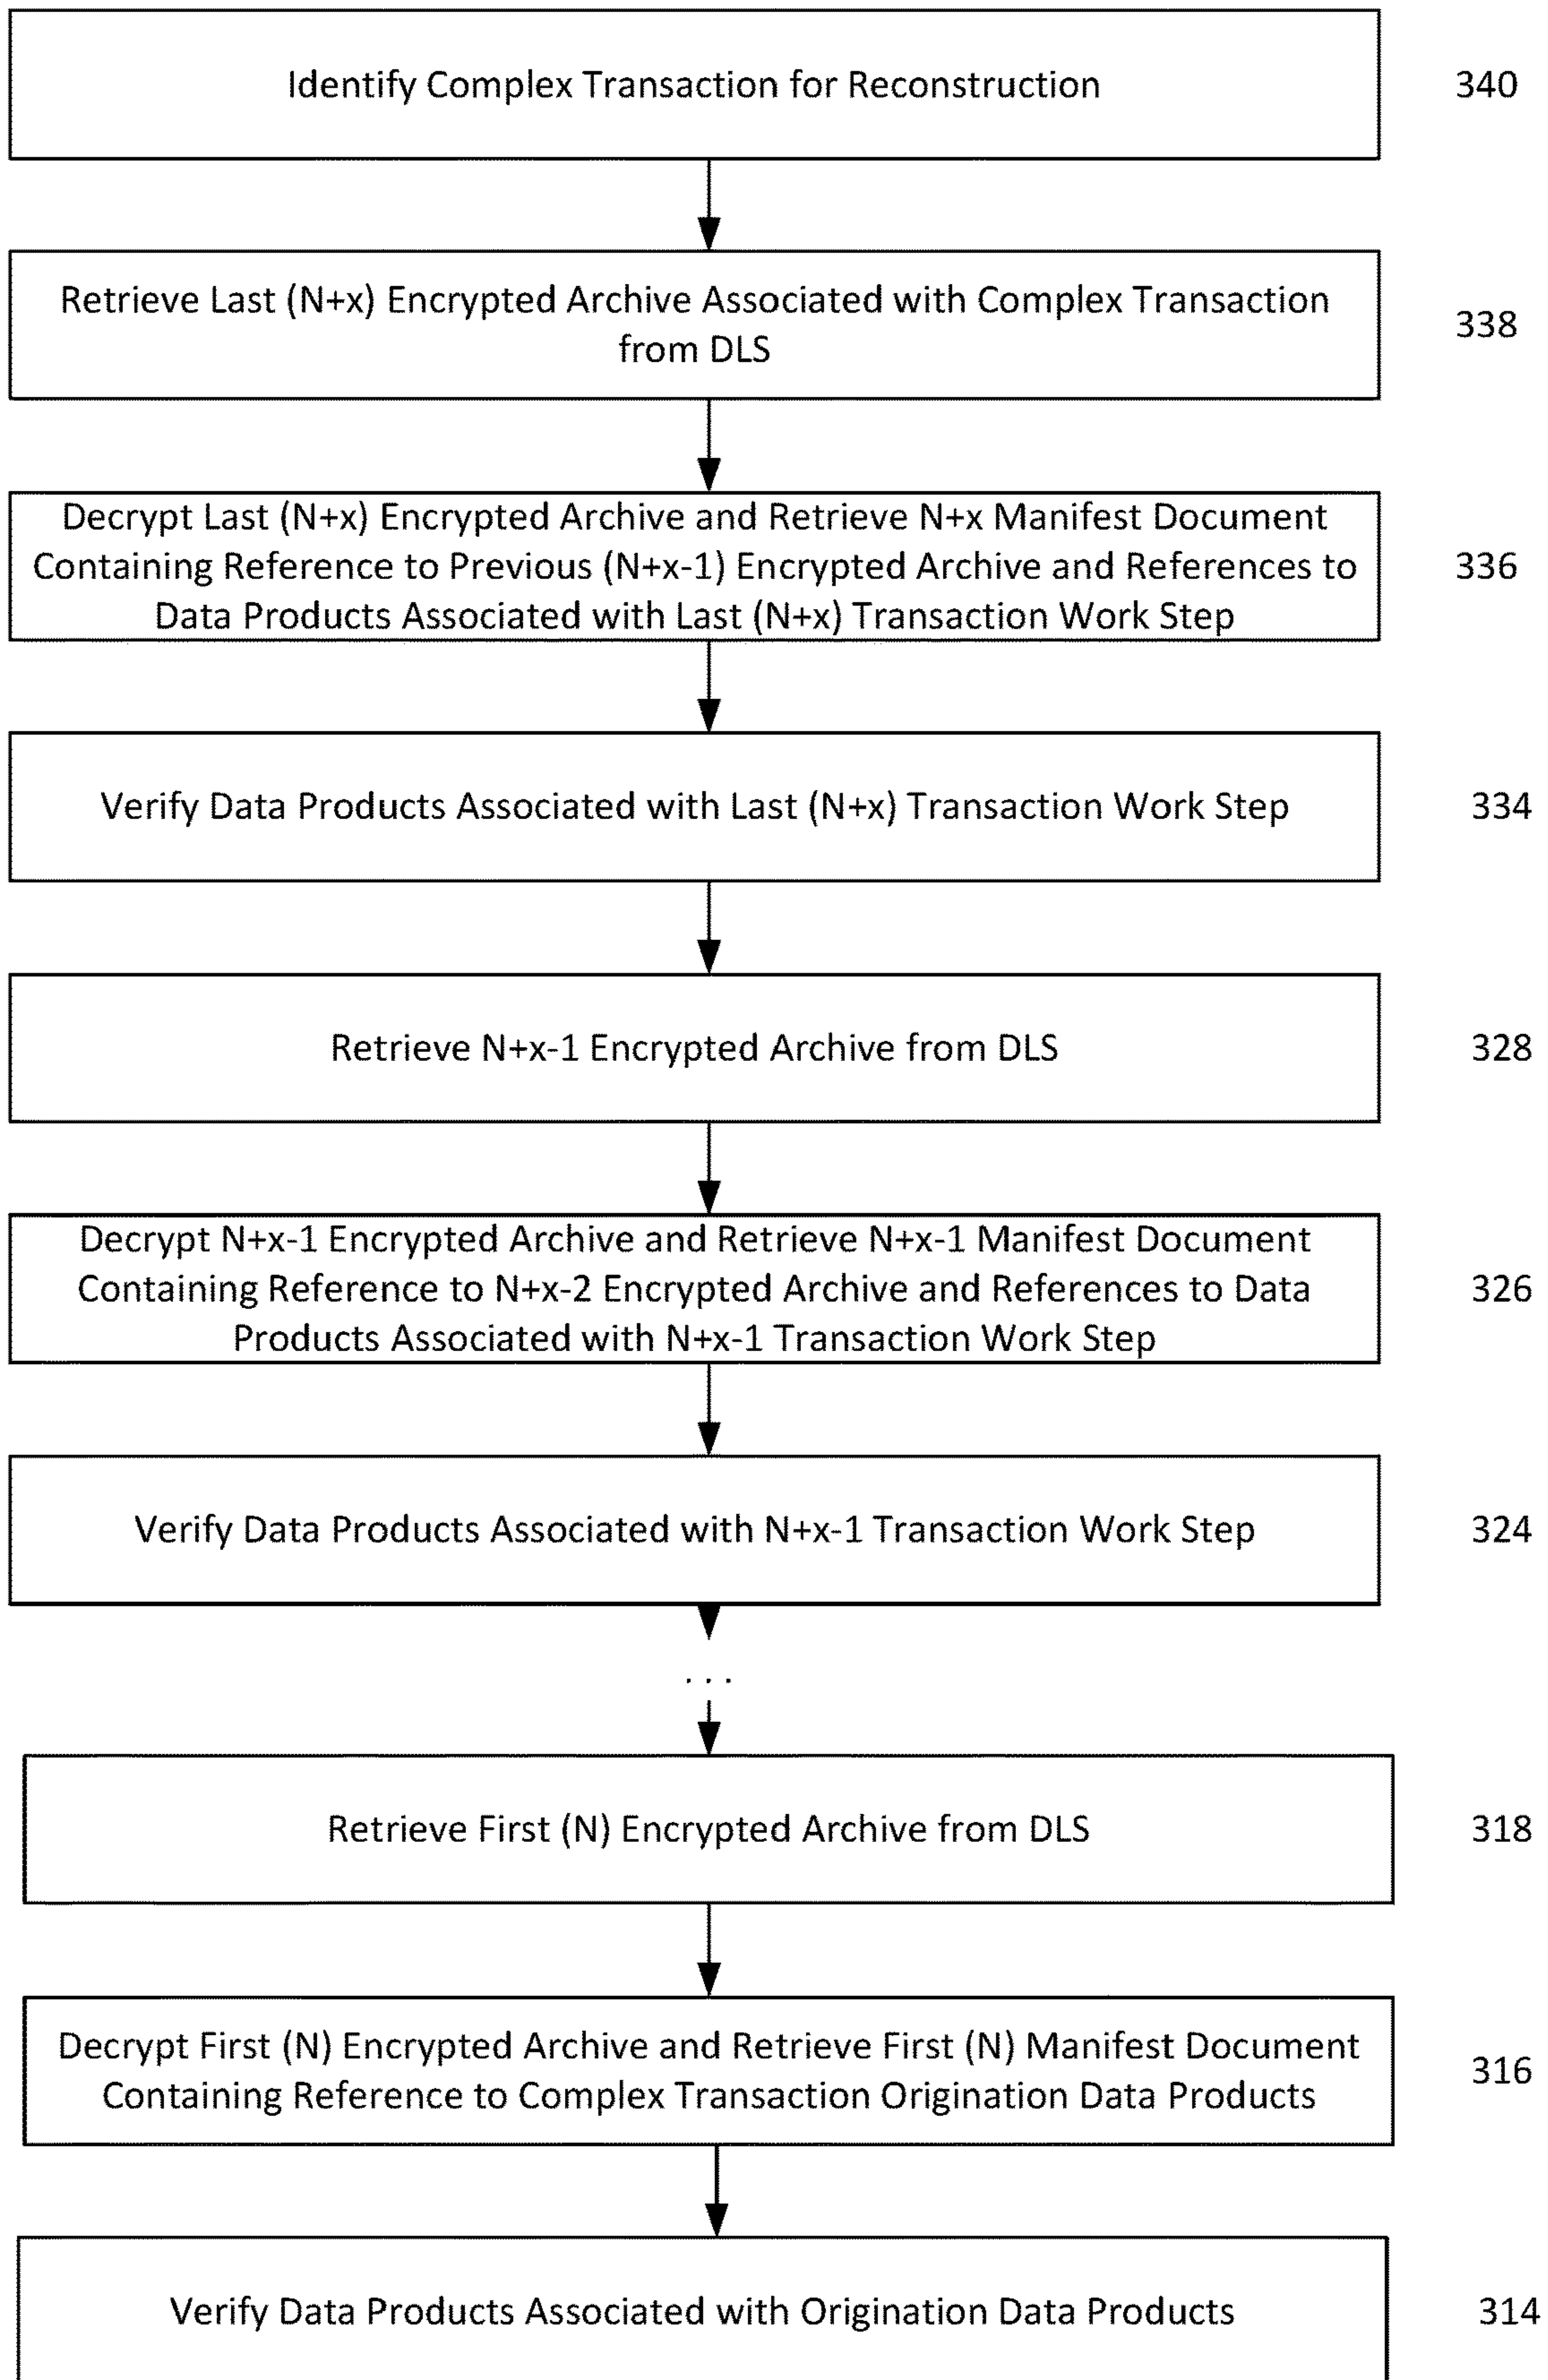 Identify Complex Transaction for Reconstruction
340
Retrieve Last (N+x) Encrypted Archive Associated with Complex Transaction
from DLS
338
Decrypt Last (N+x) Encrypted Archive and Retrieve N+x Manifest Document
Containing Reference to Previous (N+x-1) Encrypted Archive and References to
Data Products Associated with Last (N+x) Transaction Work Step
336
Verify Data Products Associated with Last (N+x) Transaction Work Step
334
Retrieve N+x-1 Encrypted Archive from DLS
328
Decrypt N+x-1 Encrypted Archive and Retrieve N+x-1 Manifest Document
Containing Reference to N+x-2 Encrypted Archive and References to Data
Products Associated with N+x-1 Transaction Work Step
326
Verify Data Products Associated with N+x-1 Transaction Work Step
324
. . .
Retrieve First (N) Encrypted Archive from DLS
318
Decrypt First (N) Encrypted Archive and Retrieve First (N) Manifest Document
Containing Reference to Complex Transaction Origination Data Products
316
Verify Data Products Associated with Origination Data Products
314